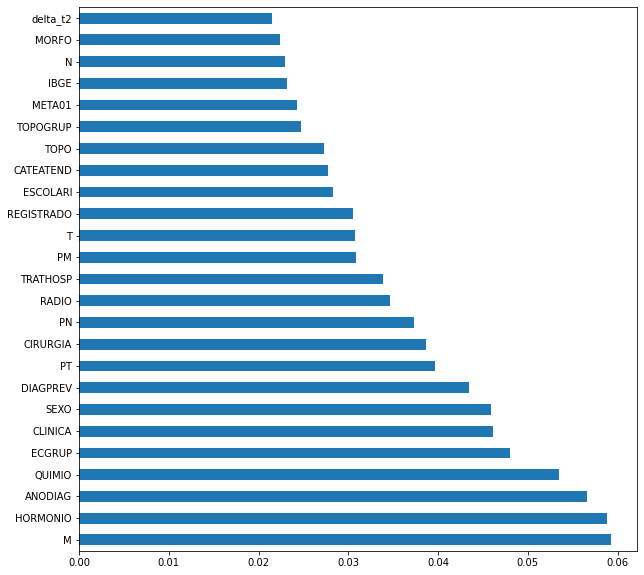 delta_t2
MORFO
N
IBGE
META01
TOPOGRUP
TOPO
CATEATEND
ESCOLARI
REGISTRADO
T
PM
TRATHOSP
RADIO
PN
CIRURGIA
PT
DIAGPREV
SEXO
CLINICA
ECGRUP
QUIMIO
ANODIAG
HORMONIO
M
0.00 0.01 0.02 0.03 0.04 0.05 0.06